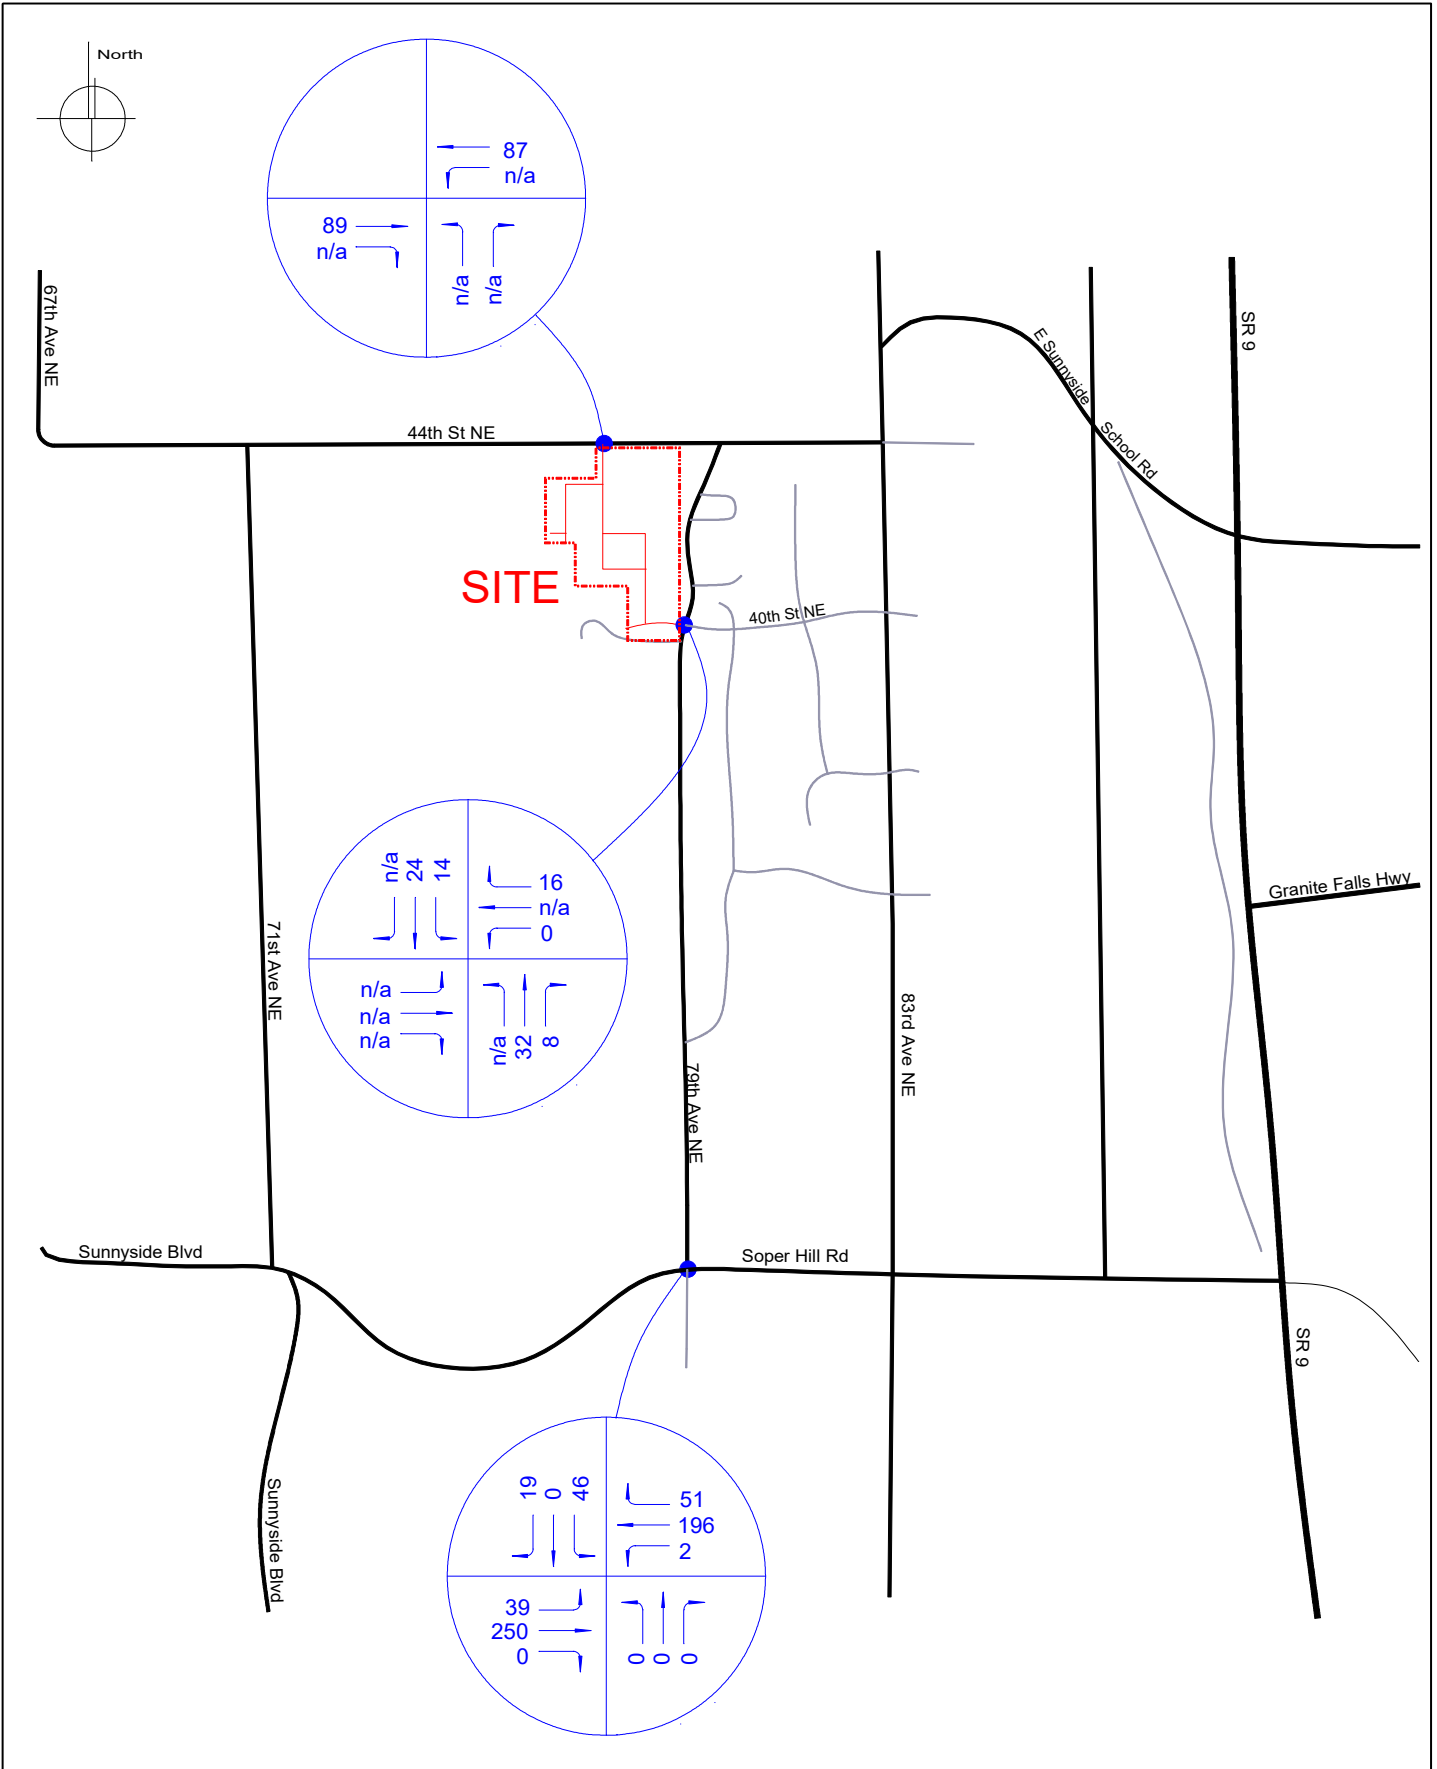 North
87
n/a
89
n/a
n/a
n/a
67th Ave NE
SR 9
E Sunnyside
School Rd
44th St NE
SITE
40th St NE
n/a
24
14
16
n/a
0
n/a
n/a
n/a
n/a
32
8
Granite Falls Hwy
71st Ave NE
83rd Ave NE
79th Ave NE
Sunnyside Blvd
Soper Hill Rd
SR 9
Sunnyside Blvd
19
0
46
51
196
2
39
250
0
0
0
0